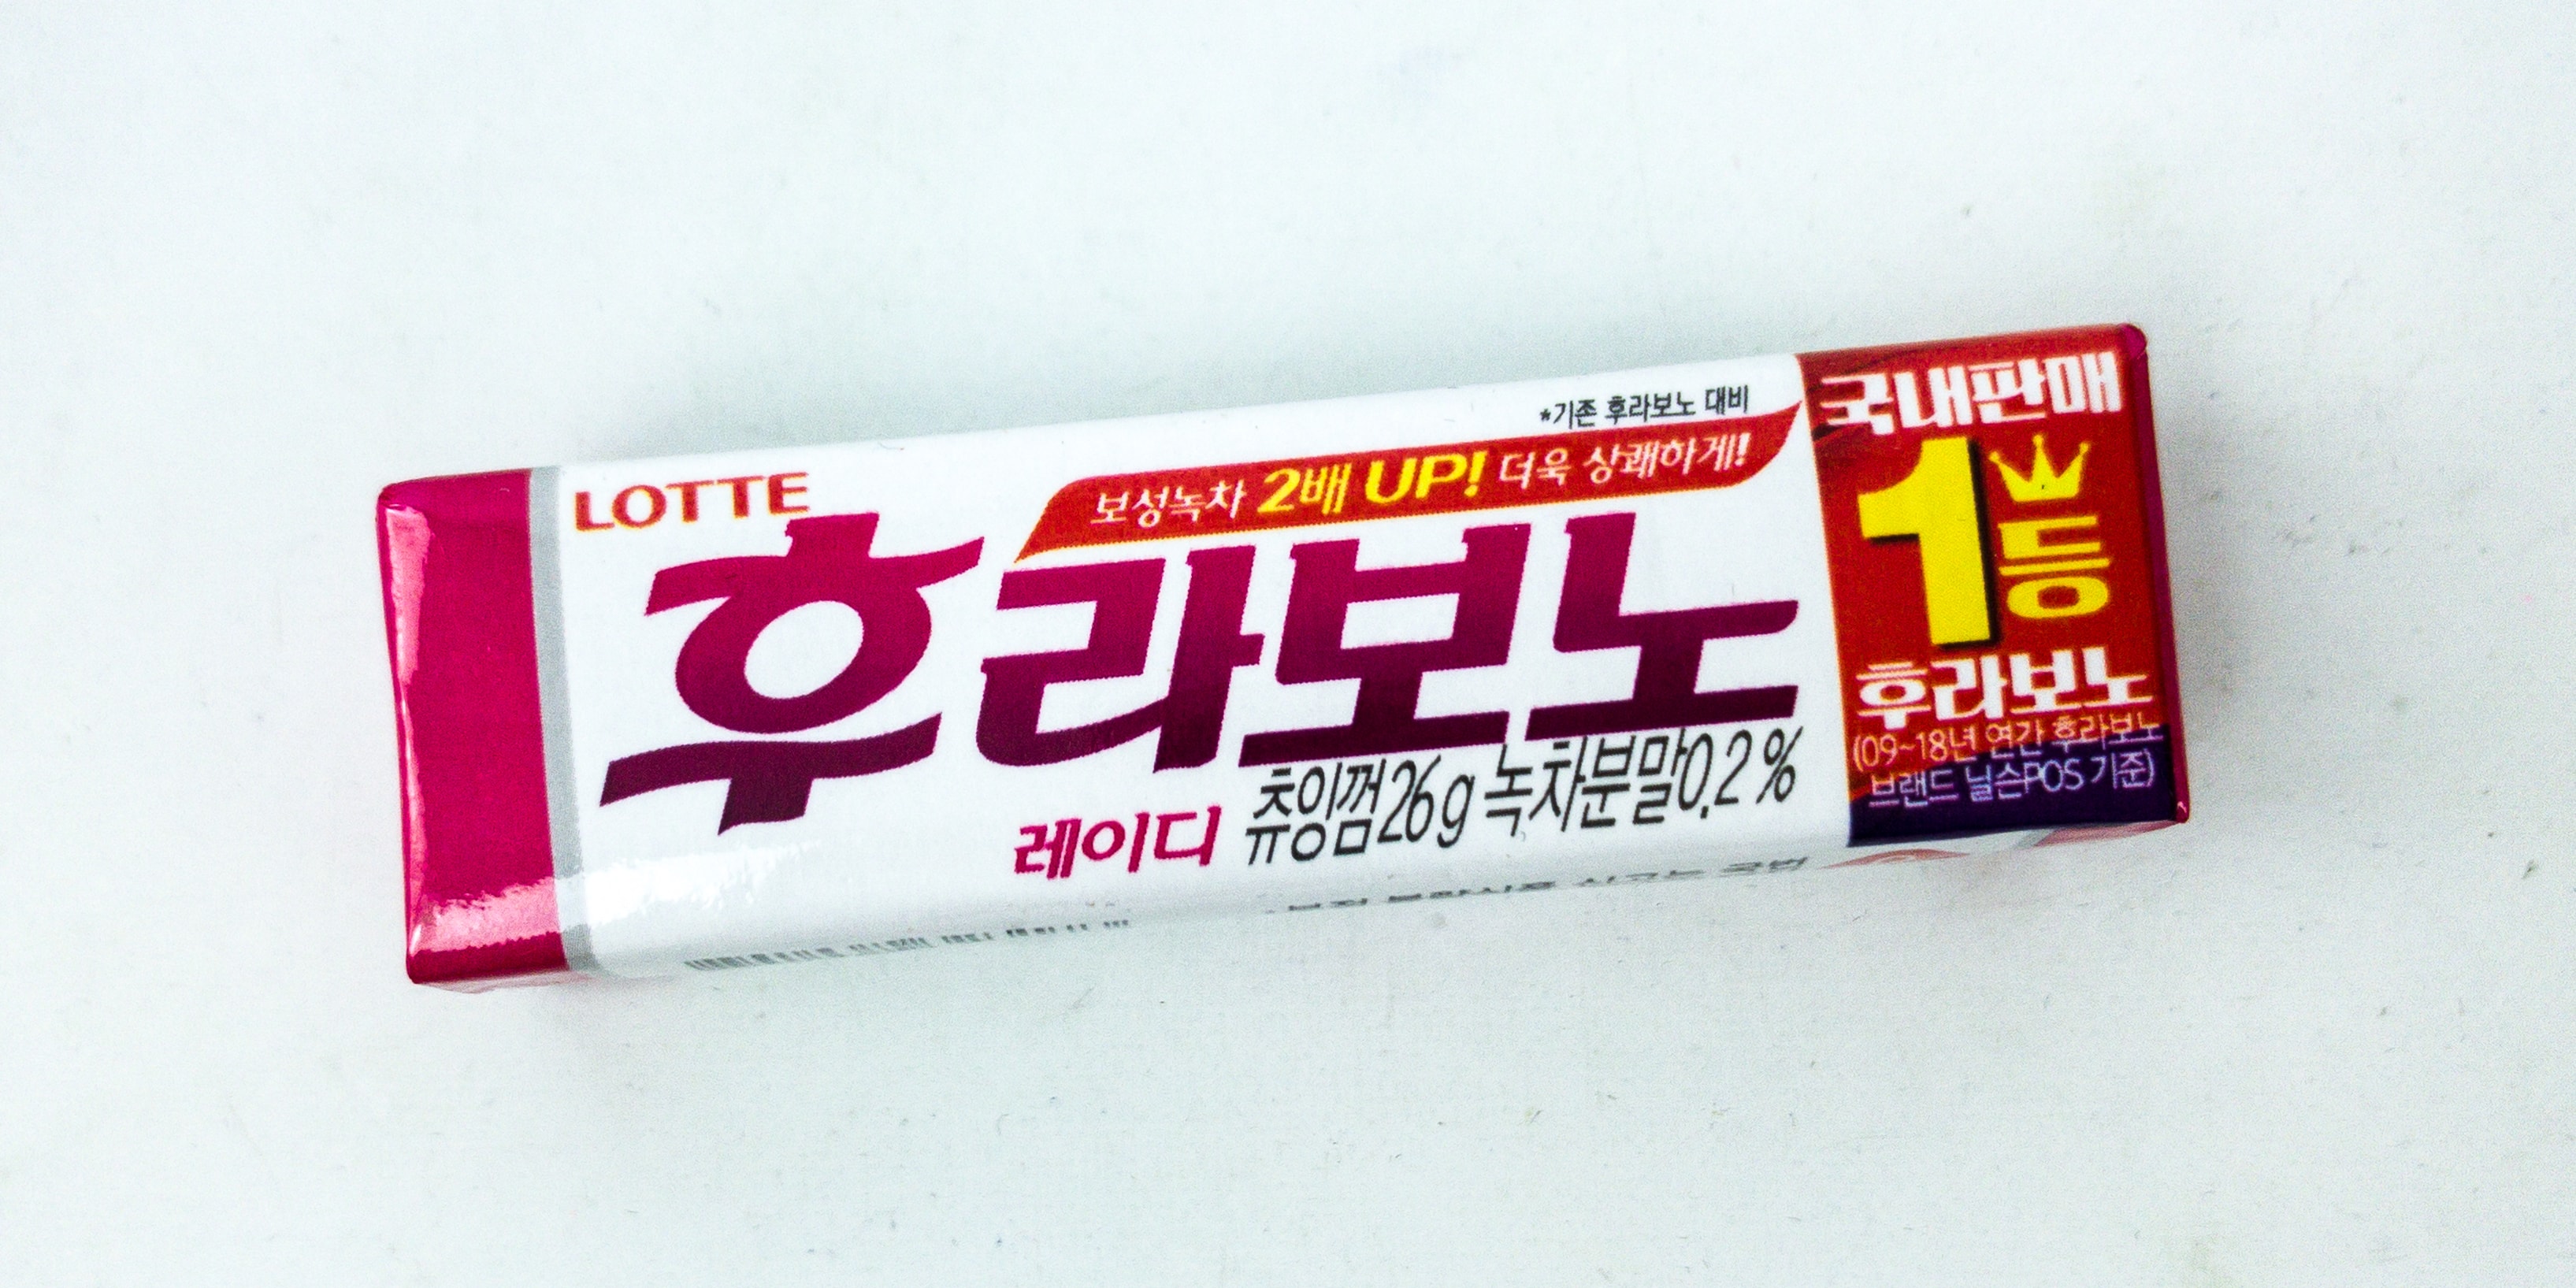 LOTTE
*기존 후라보노 대비
보성녹차 2배 UP! 더욱 상쾌하게!
후라보노
레이디 츄잉껌26g 녹차분말0.2%
국내판매
1등
후라보노
(09~18년 연간 후라보노
브랜드 닐슨POS 기준)